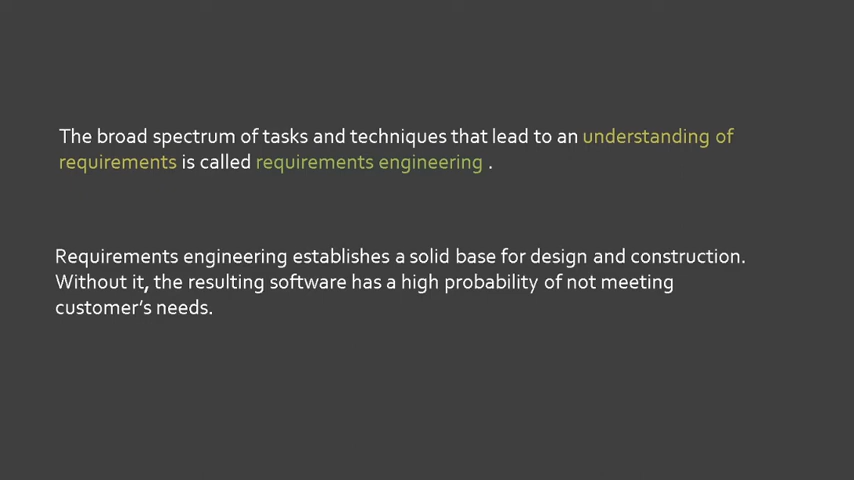 The broad spectrum of tasks and techniques that lead to an understanding of
requirements is called requirements engineering .
Requirements engineering establishes a solid base for design and construction.
Without it, the resulting software has a high probability of not meeting
customer’s needs.